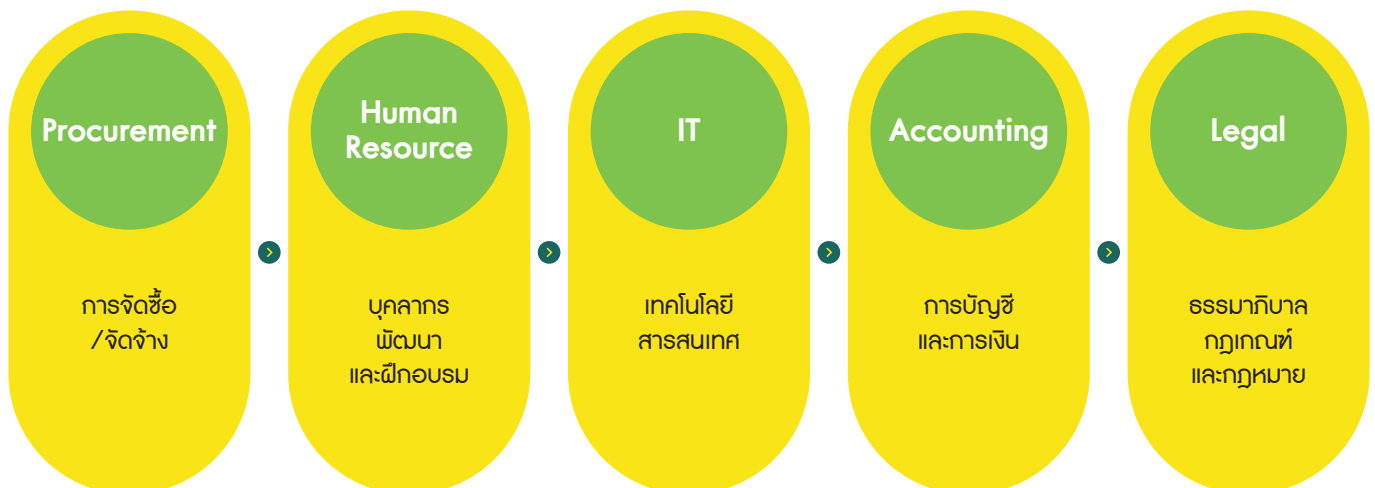 Procurement
การจัดซื้อ
/จัดจ้าง
Human
Resource
บุคลากร
พัฒนา
และฝึกอบรม
IT
เทคโนโลยี
สารสนเทศ
Accounting
การบัญชี
และการเงิน
Legal
ธรรมาภิบาล
กฎเกณฑ์
และกฎหมาย